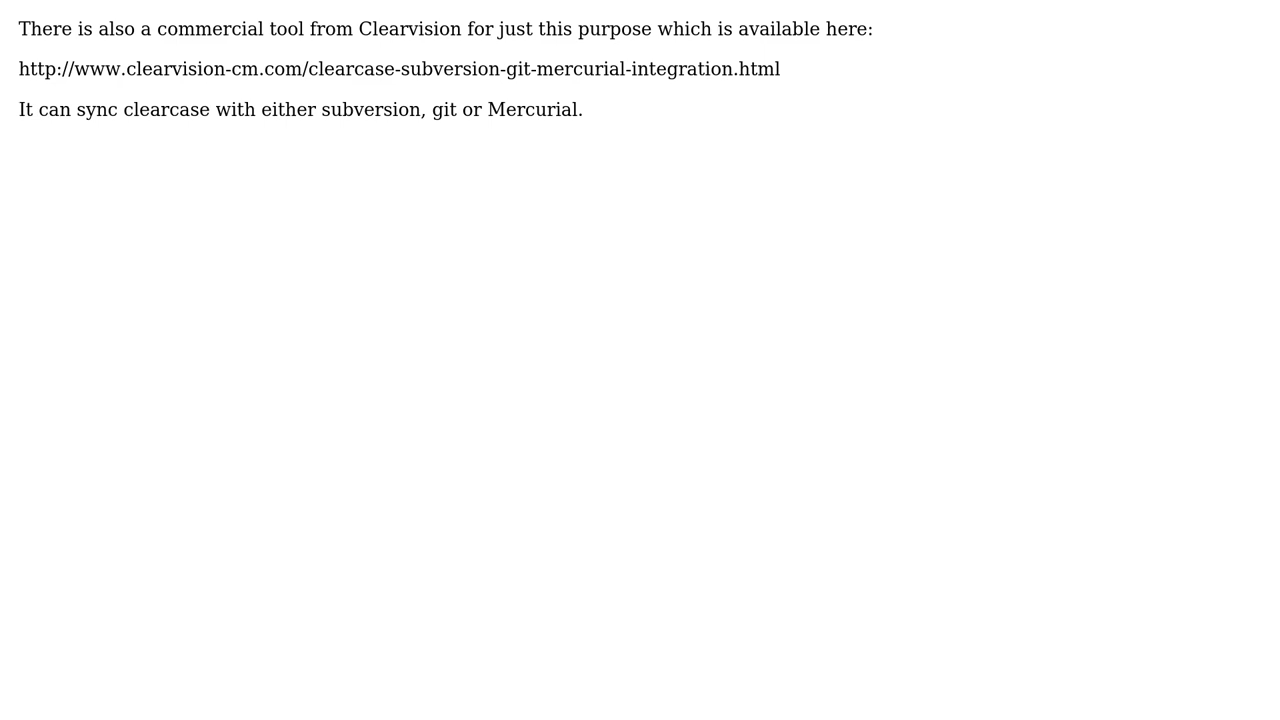 There is also a commercial tool from Clearvision for just this purpose which is available here:
http://www.clearvision-cm.com/clearcase-subversion-git-mercurial-integration.html
It can sync clearcase with either subversion, git or Mercurial.